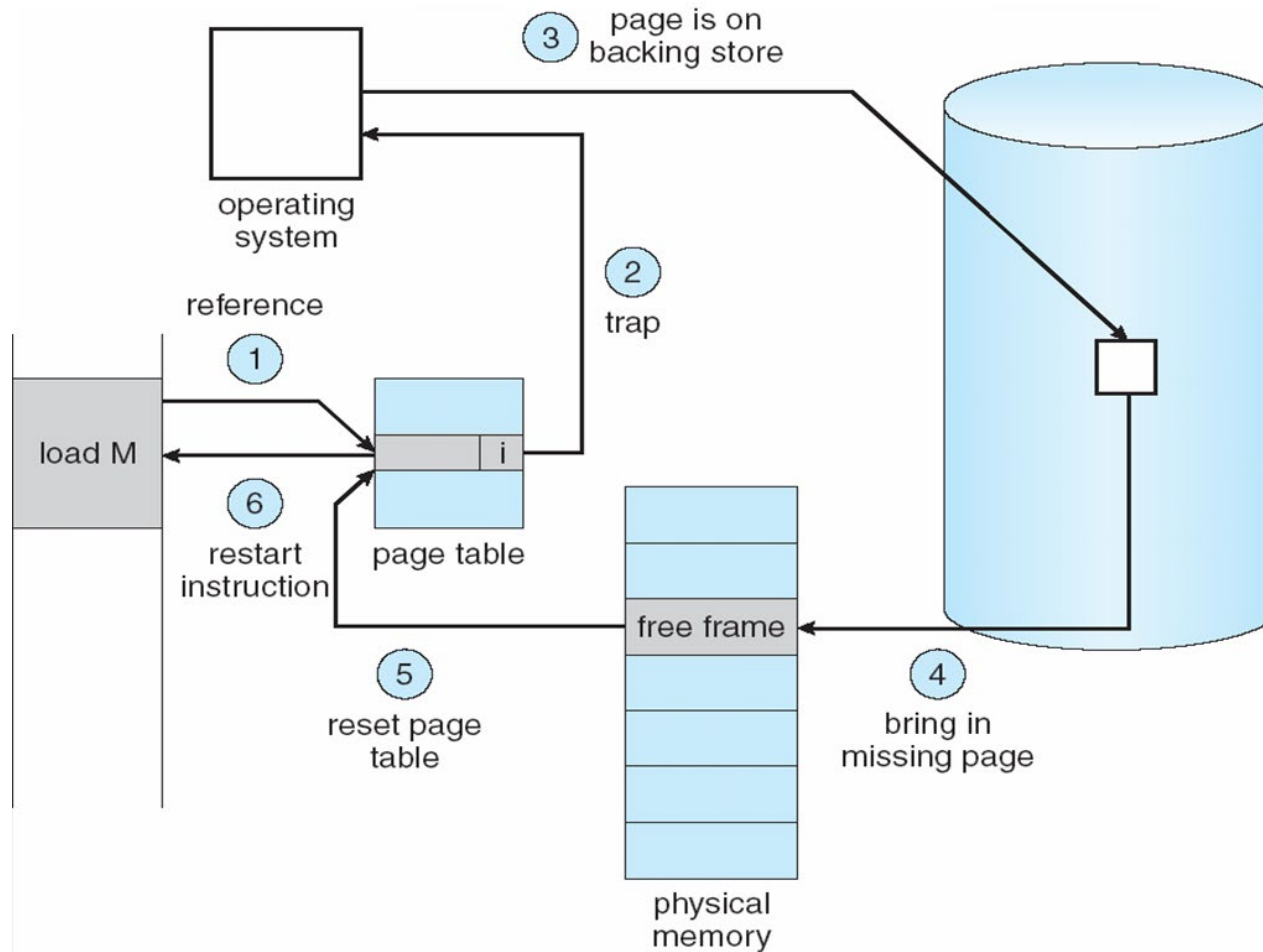 3
page is on
backing store
operating
system
2
trap
reference
1
load M
i
6
restart
instruction
page table
free frame
5
reset page
table
4
bring in
missing page
physical
memory